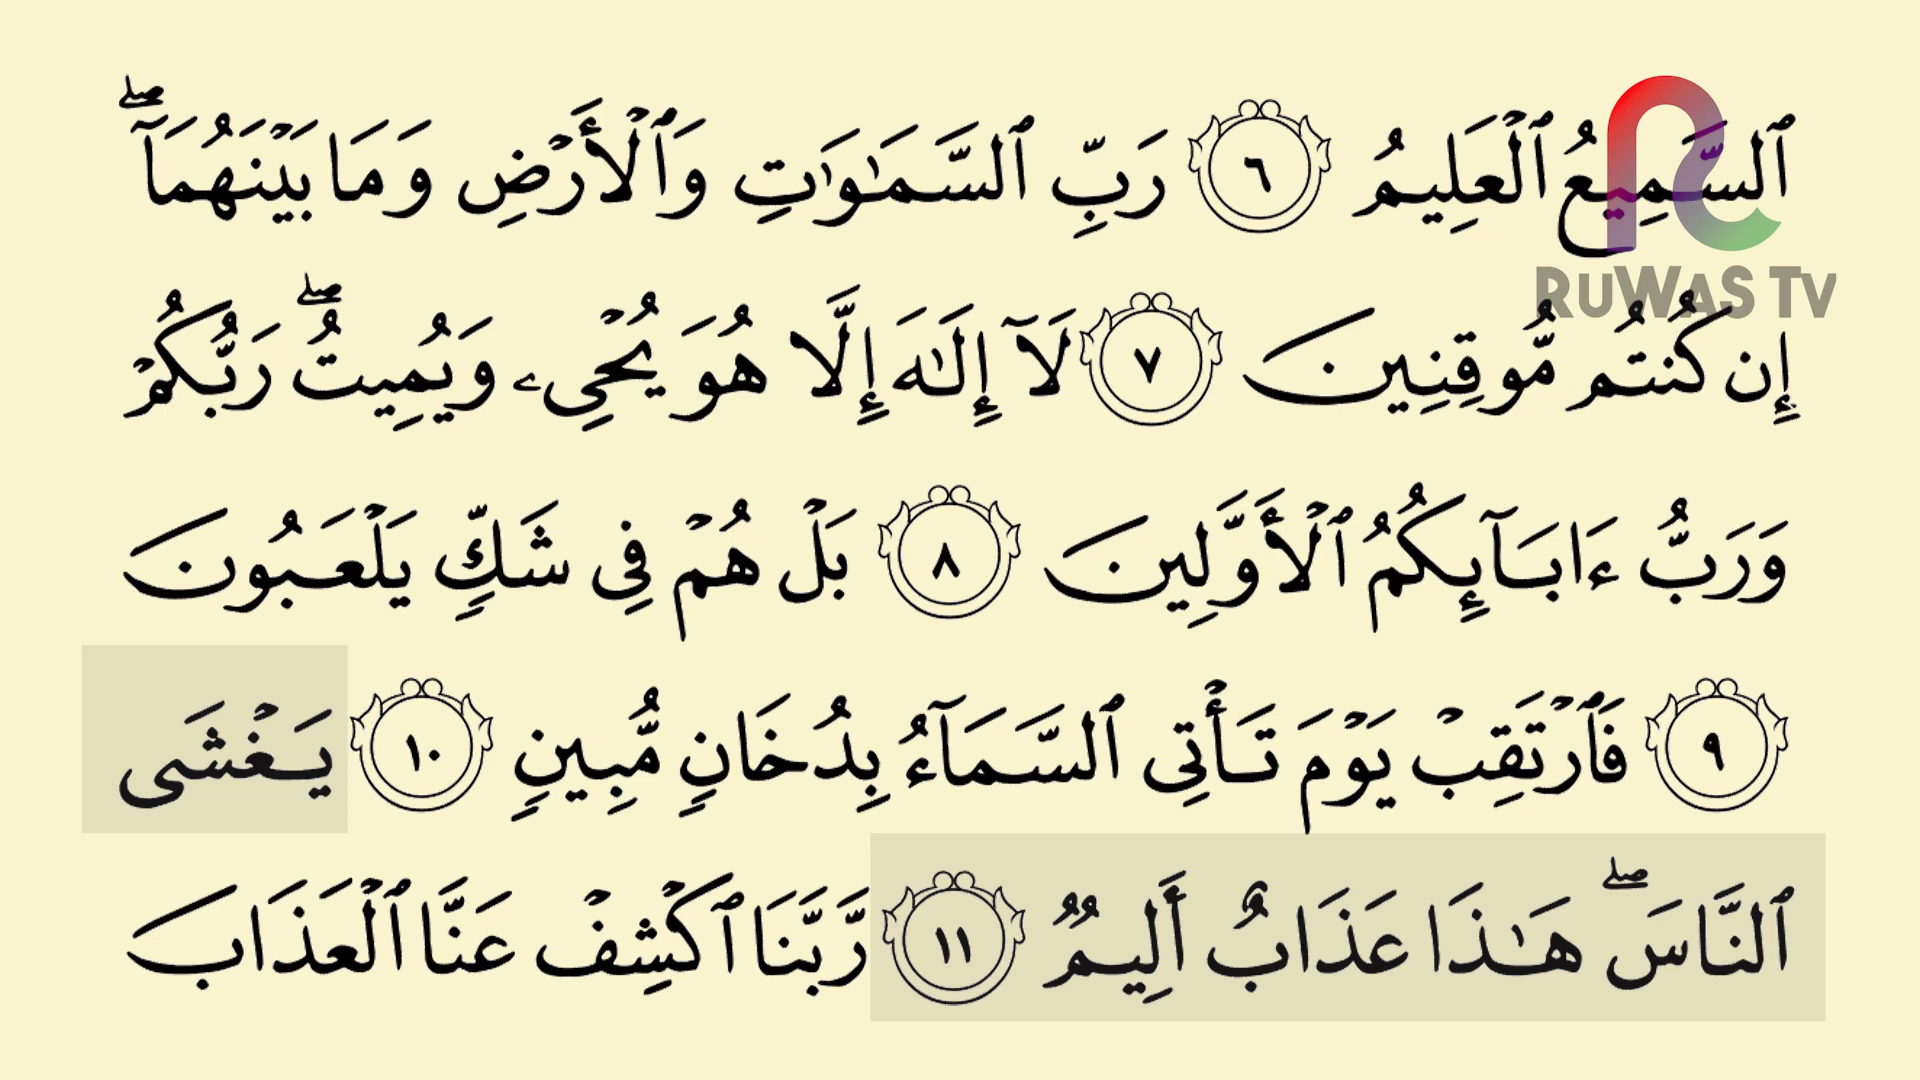 ٱلسَّمِيعُ ٱلْعَلِيمُ ٦ رَبِّ ٱلسَّمَٰوَٰتِ وَٱلْأَرْضِ وَمَا بَيْنَهُمَآۖ
إِن كُنتُم مُّوقِنِينَ ٧ لَآ إِلَٰهَ إِلَّا هُوَ يُحْىِۦ وَيُمِيتُۖ رَبُّكُمْ
وَرَبُّ ءَابَآئِكُمُ ٱلْأَوَّلِينَ ٨ بَلْ هُمْ فِى شَكٍّ يَلْعَبُونَ
٩ فَٱرْتَقِبْ يَوْمَ تَأْتِى ٱلسَّمَآءُ بِدُخَانٍ مُّبِينٍ ١٠ يَغْشَى
ٱلنَّاسَۖ هَٰذَا عَذَابٌ أَلِيمٌ ١١ رَّبَّنَا ٱكْشِفْ عَنَّا ٱلْعَذَابَ
RUWAS TV